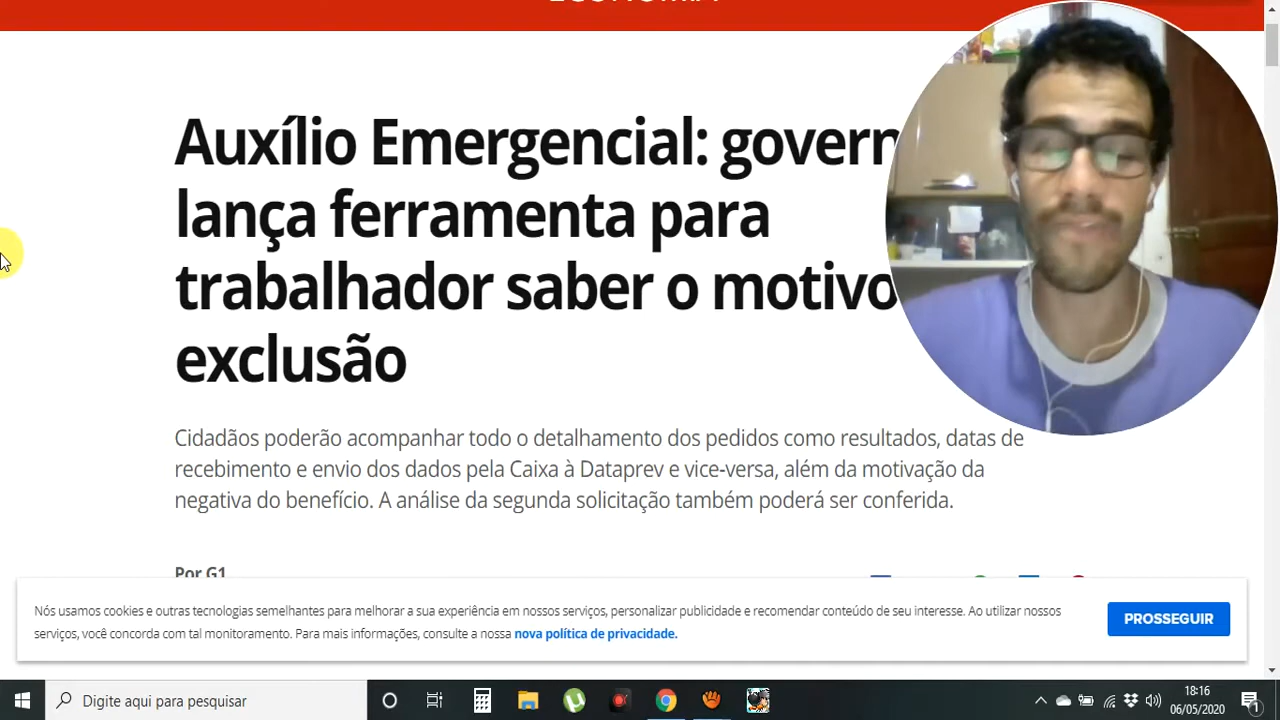 Auxílio Emergencial: govern
lança ferramenta para
trabalhador saber o motivo
exclusão
Cidadãos poderão acompanhar todo o detalhamento dos pedidos como resultados, datas de
recebimento e envio dos dados pela Caixa à Dataprev e vice-versa, além da motivação da
negativa do benefício. A análise da segunda solicitação também poderá ser conferida.
Por G1
Nós usamos cookies e outras tecnologias semelhantes para melhorar a sua experiência em nossos serviços, personalizar publicidade e recomendar conteúdo de seu interesse. Ao utilizar nossos
serviços, você concorda com tal monitoramento. Para mais informações, consulte a nossa nova política de privacidade.
PROSSEGUIR
Digite aqui para pesquisar
18:16
06/05/2020
1